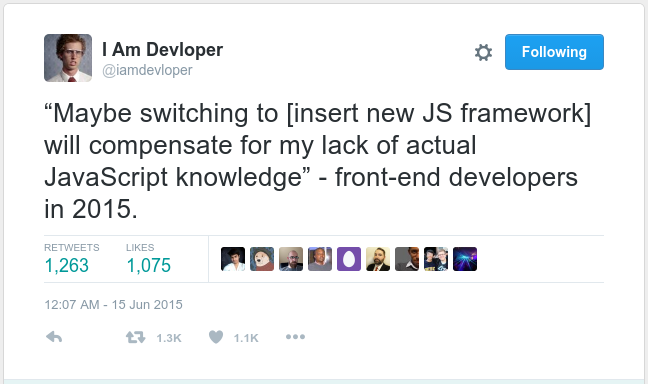 I Am Devloper
@iamdevloper
Following
“Maybe switching to [insert new JS framework]
will compensate for my lack of actual
JavaScript knowledge” - front-end developers
in 2015.
RETWEETS LIKES
1,263 1,075
12:07 AM - 15 Jun 2015
1.3K 1.1K